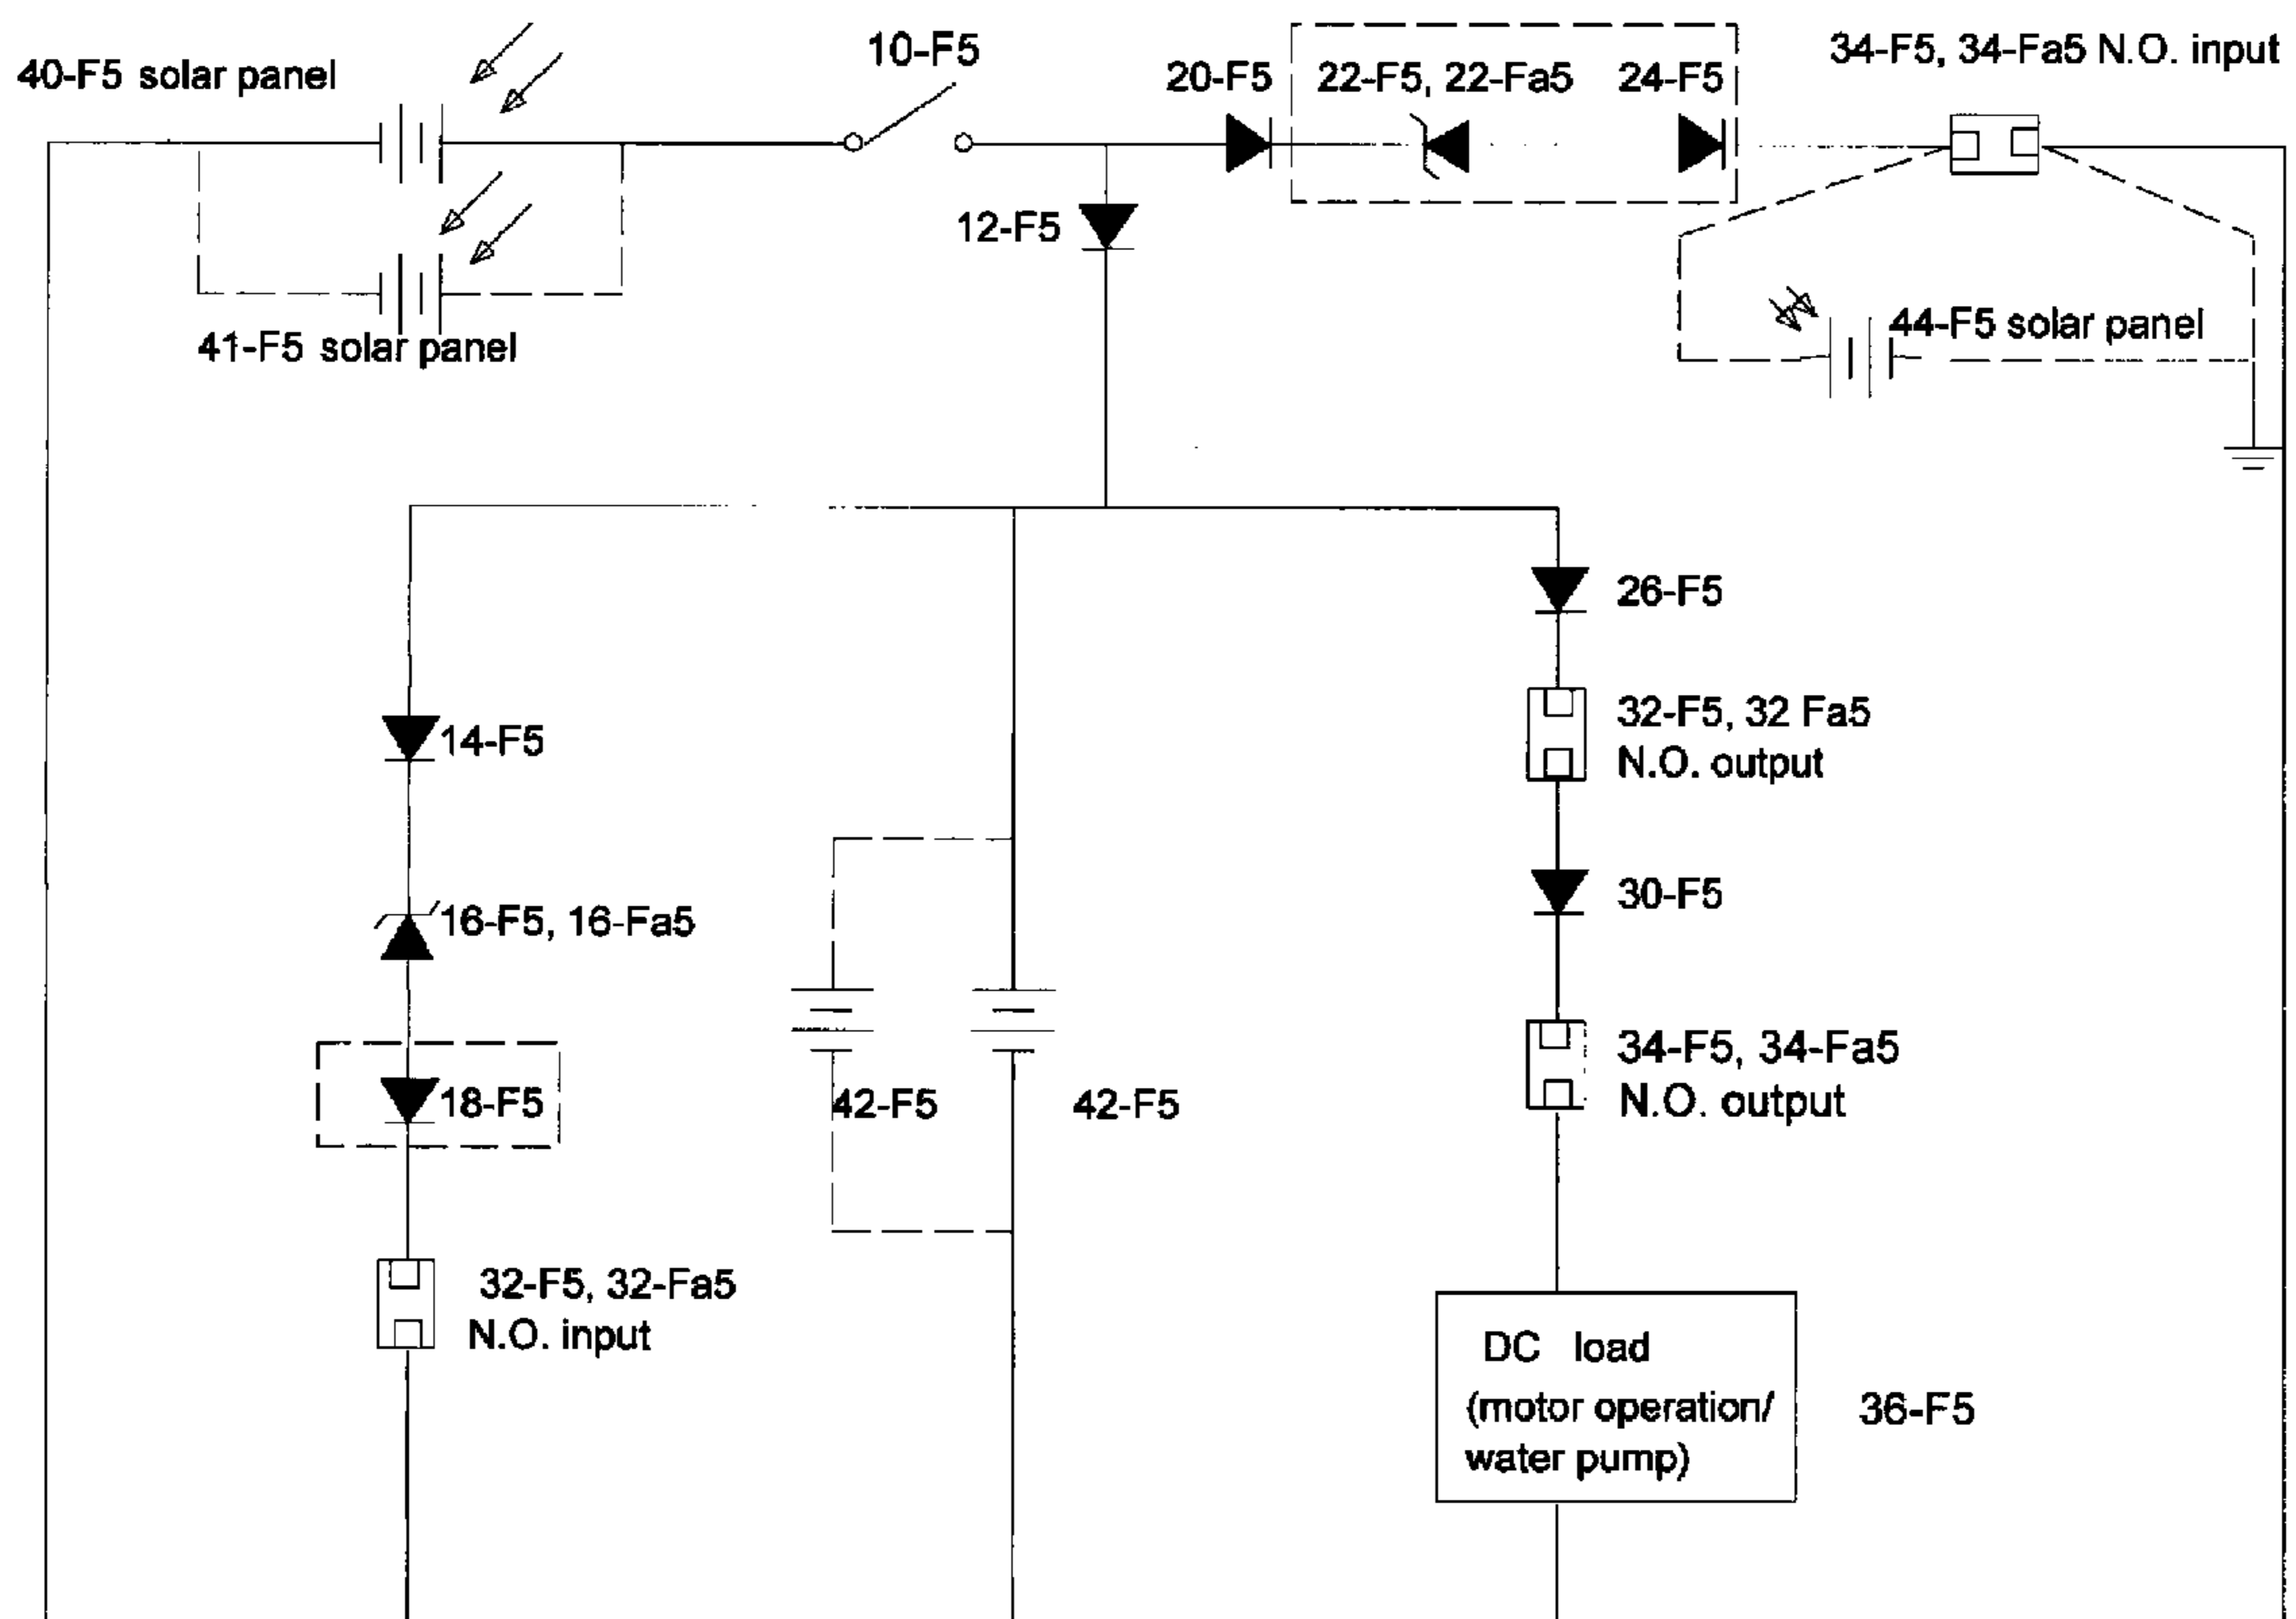 40-F5 solar panel
10-F5
20-F5
22-F5, 22-Fa5
24-F5
34-F5, 34-Fa5 N.O. input
12-F5
41-F5 solar panel
44-F5 solar panel
26-F5
14-F5
32-F5, 32 Fa5
N.O. output
16-F5, 16-Fa5
30-F5
18-F5
42-F5
42-F5
34-F5, 34-Fa5
N.O. output
32-F5, 32-Fa5
N.O. input
DC load
(motor operation/
water pump)
36-F5